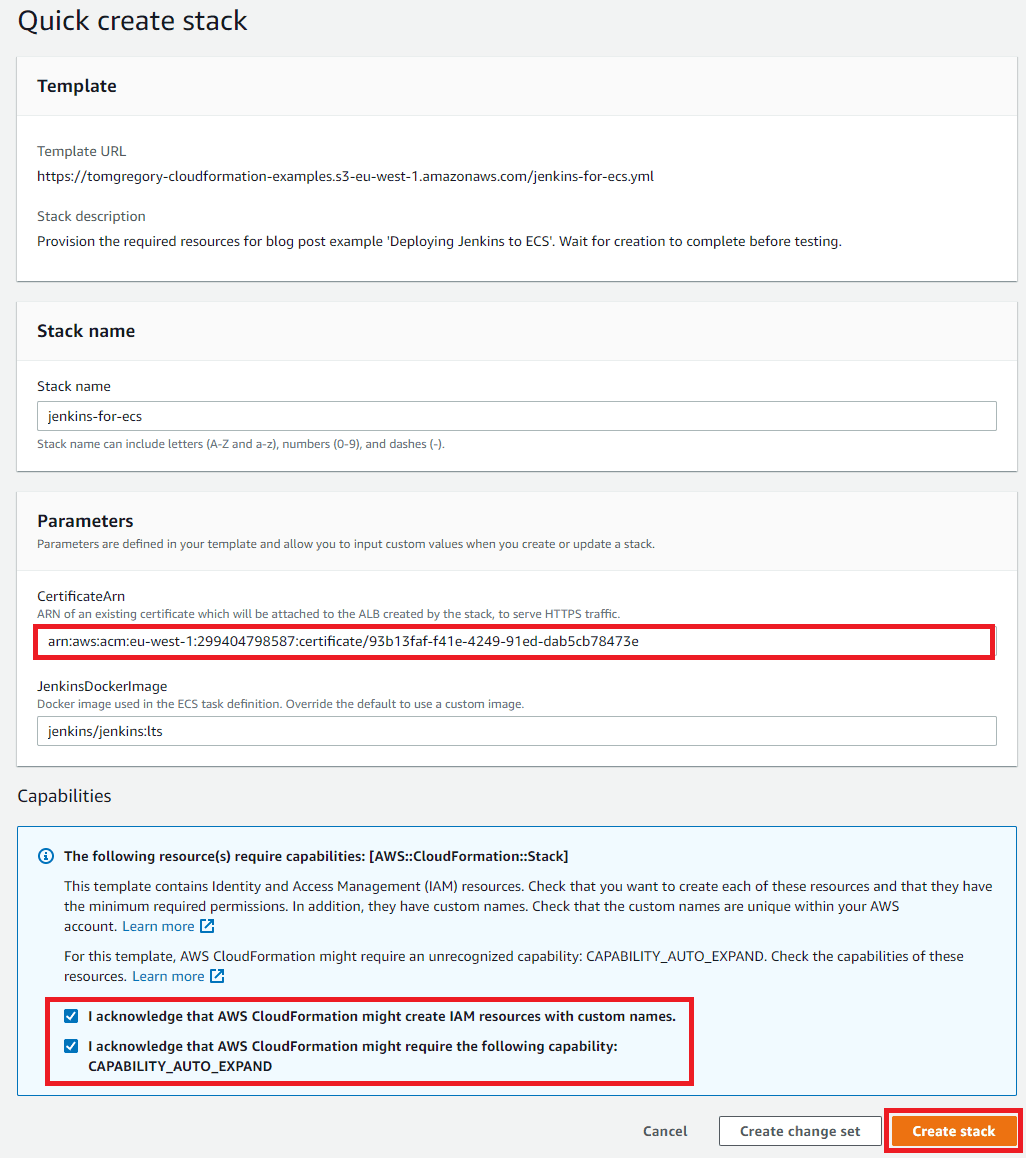 Quick create stack
Template
Template URL
https://tomgregory-cloudformation-examples.s3-eu-west-1.amazonaws.com/jenkins-for-ecs.yml
Stack description
Provision the required resources for blog post example 'Deploying Jenkins to ECS'. Wait for creation to complete before testing.
Stack name
Stack name
jenkins-for-ecs
Stack name can include letters (A-Z and a-z), numbers (0-9), and dashes (-).
Parameters
Parameters are defined in your template and allow you to input custom values when you create or update a stack.
CertificateArn
ARN of an existing certificate which will be attached to the ALB created by the stack, to serve HTTPS traffic.
arn:aws:acm:eu-west-1:299404798587:certificate/93b13faf-f41e-4249-91ed-dab5cb78473e
JenkinsDockerImage
Docker image used in the ECS task definition. Override the default to use a custom image.
jenkins/jenkins:lts
Capabilities
The following resource(s) require capabilities: [AWS::CloudFormation::Stack]
This template contains Identity and Access Management (IAM) resources. Check that you want to create each of these resources and that they have
the minimum required permissions. In addition, they have custom names. Check that the custom names are unique within your AWS
account. Learn more
For this template, AWS CloudFormation might require an unrecognized capability: CAPABILITY_AUTO_EXPAND. Check the capabilities of these
resources. Learn more
I acknowledge that AWS CloudFormation might create IAM resources with custom names.
I acknowledge that AWS CloudFormation might require the following capability:
CAPABILITY_AUTO_EXPAND
Cancel
Create change set
Create stack